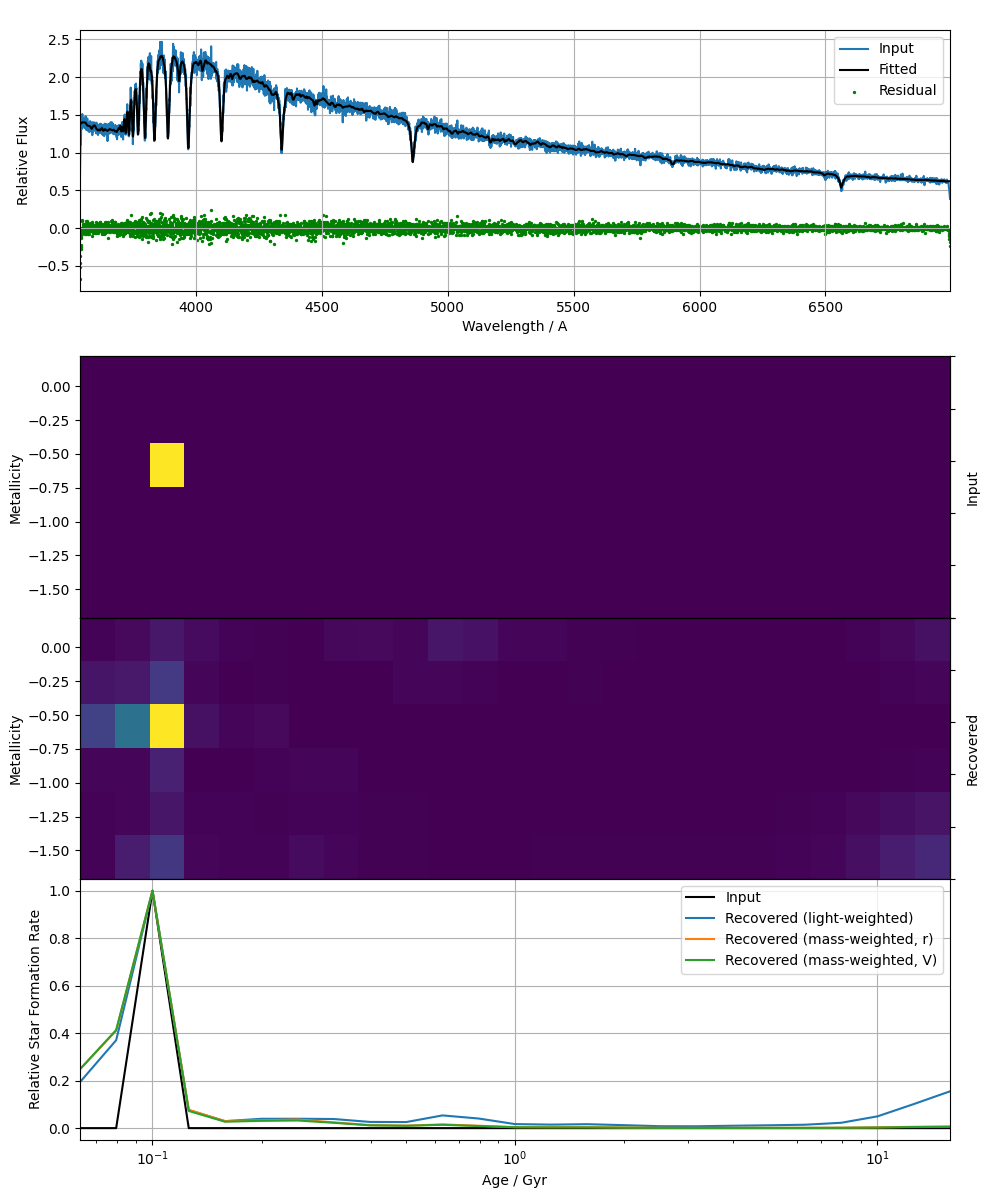 2.5
2.0
1.5
1.0
0.5
0.0
−0.5
Relative Flux
Input
Fitted
Residual
4000
4500
5000
5500
6000
6500
Wavelength / A
0.00
−0.25
−0.50
−0.75
−1.00
−1.25
−1.50
Metallicity
Input
0.00
−0.25
−0.50
−0.75
−1.00
−1.25
−1.50
Metallicity
Recovered
1.0
0.8
0.6
0.4
0.2
0.0
Relative Star Formation Rate
Input
Recovered (light-weighted)
Recovered (mass-weighted, r)
Recovered (mass-weighted, V)
10⁻¹
10⁰
10¹
Age / Gyr